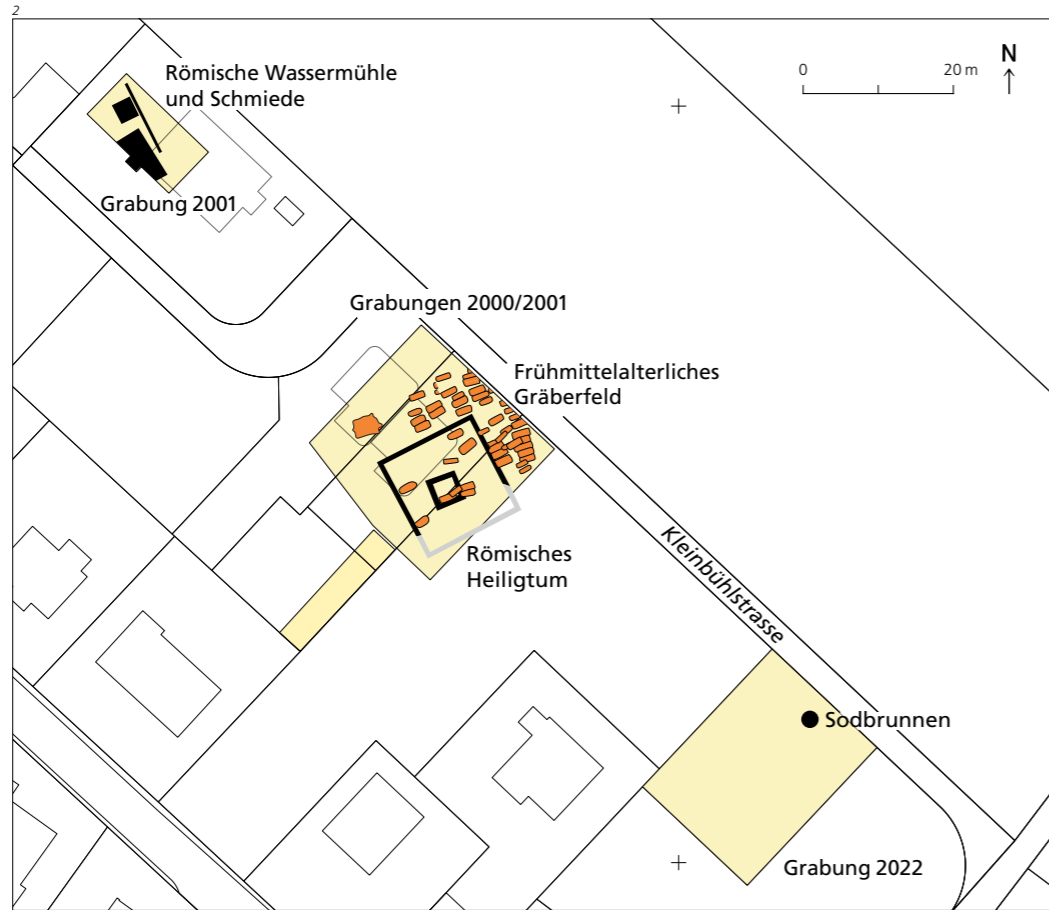 2
Römische Wassermühle
und Schmiede
0
20 m
N
Grabung 2001
Grabungen 2000/2001
Frühmittelalterliches
Gräberfeld
Römisches
Heiligtum
Kleinbühlstrasse
Sodbrunnen
Grabung 2022